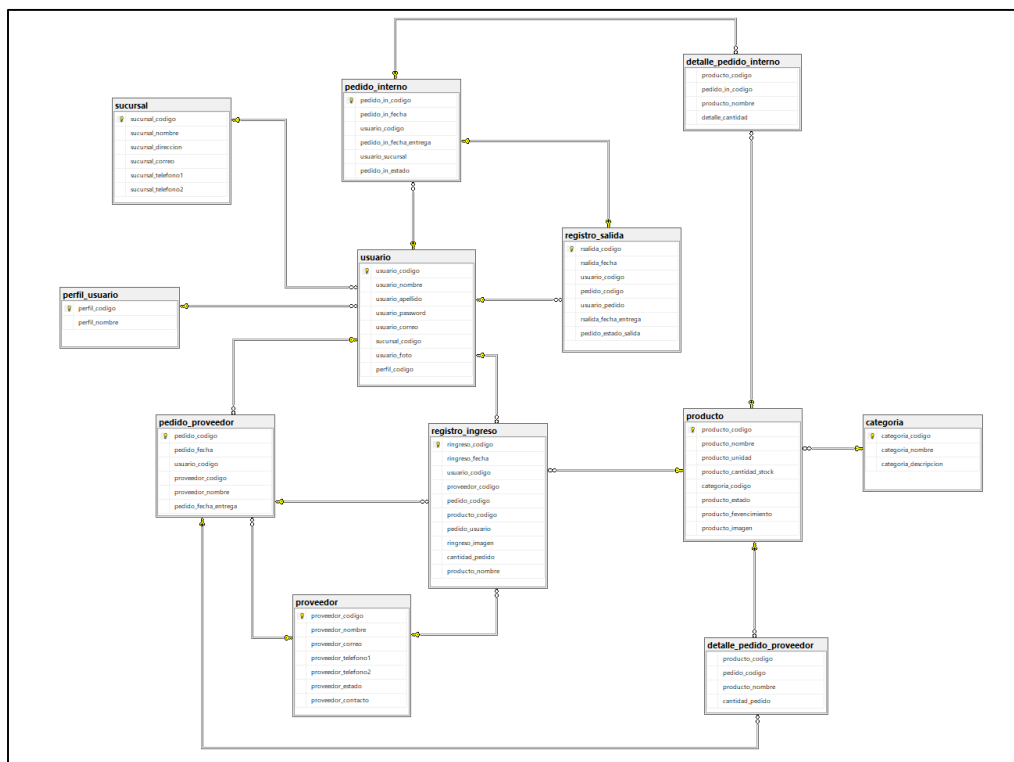 detalle_pedido_interno
producto_codigo
pedido_in_codigo
producto_nombre
detalle_cantidad
pedido_interno
pedido_in_codigo
pedido_in_fecha
usuario_codigo
pedido_in_fecha_entrega
usuario_sucursal
pedido_in_estado
sucursal
sucursal_codigo
sucursal_nombre
sucursal_direccion
sucursal_correo
sucursal_telefono1
sucursal_telefono2
registro_salida
rsalida_codigo
rsalida_fecha
usuario_codigo
pedido_codigo
usuario_pedido
rsalida_fecha_entrega
pedido_estado_salida
usuario
usuario_codigo
usuario_nombre
usuario_apellido
usuario_password
usuario_correo
sucursal_codigo
usuario_foto
perfil_codigo
perfil_usuario
perfil_codigo
perfil_nombre
pedido_proveedor
pedido_codigo
pedido_fecha
usuario_codigo
proveedor_codigo
proveedor_nombre
pedido_fecha_entrega
registro_ingreso
ringreso_codigo
ringreso_fecha
usuario_codigo
proveedor_codigo
pedido_codigo
producto_codigo
pedido_usuario
ringreso_imagen
cantidad_pedido
producto_nombre
producto
producto_codigo
producto_nombre
producto_unidad
producto_cantidad_stock
categoria_codigo
producto_estado
producto_fevencimiento
producto_imagen
categoria
categoria_codigo
categoria_nombre
categoria_descripcion
proveedor
proveedor_codigo
proveedor_nombre
proveedor_correo
proveedor_telefono1
proveedor_telefono2
proveedor_estado
proveedor_contacto
detalle_pedido_proveedor
producto_codigo
pedido_codigo
producto_nombre
cantidad_pedido